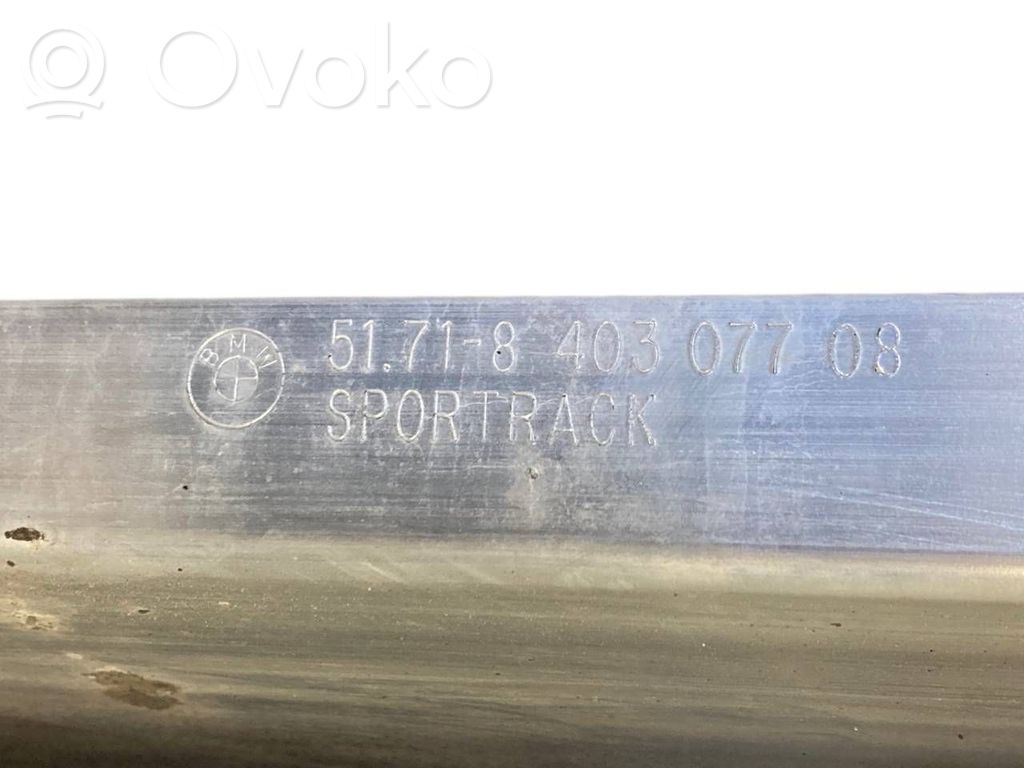 Ovoko
BMW
51.71-8 403 077 08
SPORTRACK